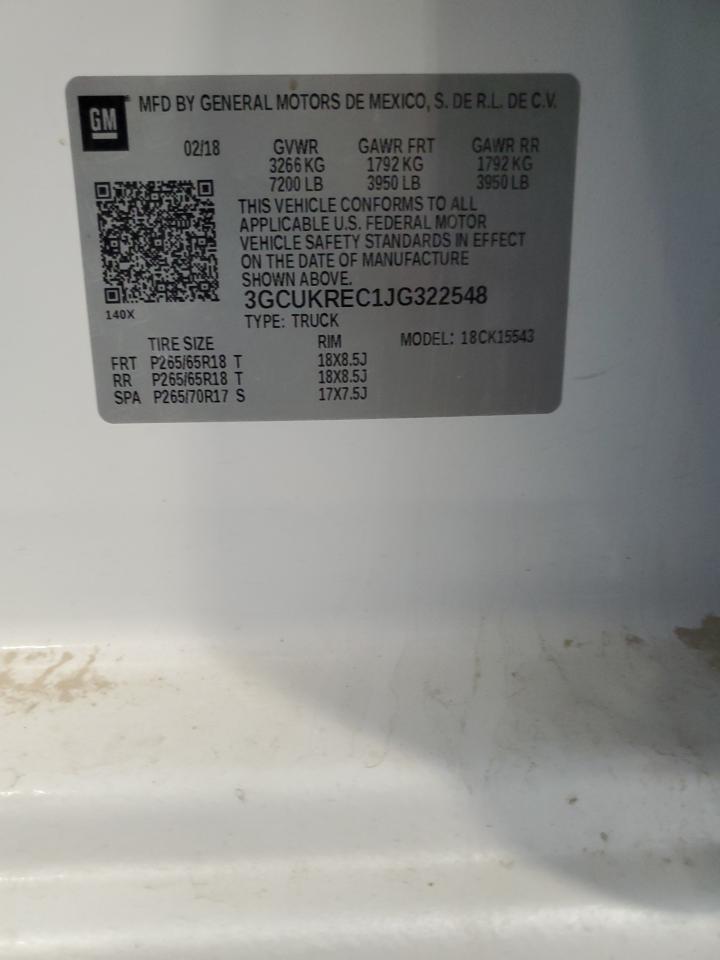 GM
MFD BY GENERAL MOTORS DE MEXICO, S. DE R.L. DE C.V.
02/18 GVWR GAWR FRT GAWR RR
3266 KG 1792 KG 1792 KG
7200 LB 3950 LB 3950 LB
THIS VEHICLE CONFORMS TO ALL
APPLICABLE U.S. FEDERAL MOTOR
VEHICLE SAFETY STANDARDS IN EFFECT
ON THE DATE OF MANUFACTURE
SHOWN ABOVE.
3GCUKREC1JG322548
140X
TYPE: TRUCK
TIRE SIZE RIM MODEL: 18CK15543
FRT P265/65R18 T 18X8.5J
RR P265/65R18 T 18X8.5J
SPA P265/70R17 S 17X7.5J